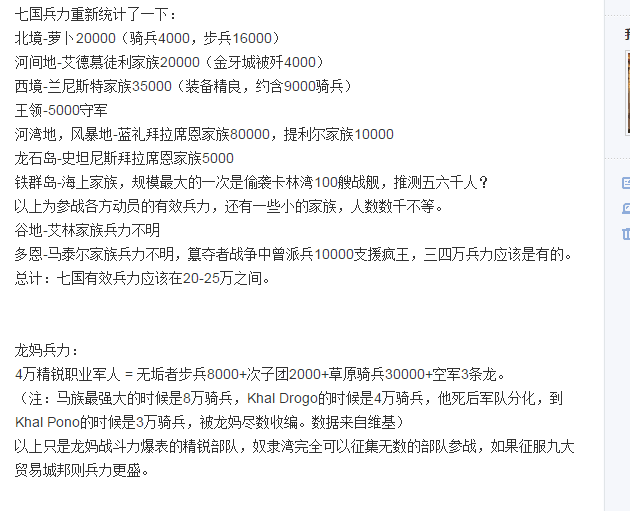 七国兵力重新统计了一下：
北境-萝卜20000（骑兵4000，步兵16000）
河间地-艾德慕徒利家族20000（金牙城被歼4000）
西境-兰尼斯特家族35000（装备精良，约含9000骑兵）
王领-5000守军
河湾地，风暴地-蓝礼拜拉席恩家族80000，提利尔家族10000
龙石岛-史坦尼斯拜拉席恩家族5000
铁群岛-海上家族，规模最大的一次是偷袭卡林湾100艘战舰，推测五六千人？
以上为参战各方动员的有效兵力，还有一些小的家族，人数数千不等。
谷地-艾林家族兵力不明
多恩-马泰尔家族兵力不明，篡夺者战争中曾派兵10000支援疯王，三四万兵力应该是有的。
总计：七国有效兵力应该在20-25万之间。
龙妈兵力：
4万精锐职业军人 = 无垢者步兵8000+次子团2000+草原骑兵30000+空军3条龙。
（注：马族最强大的时候是8万骑兵，Khal Drogo的时候是4万骑兵，他死后军队分化，到
Khal Pono的时候是3万骑兵，被龙妈尽数收编。数据来自维基）
以上只是龙妈战斗力爆表的精锐部队，奴隶湾完全可以征集无数的部队参战，如果征服九大
贸易城邦则兵力更盛。